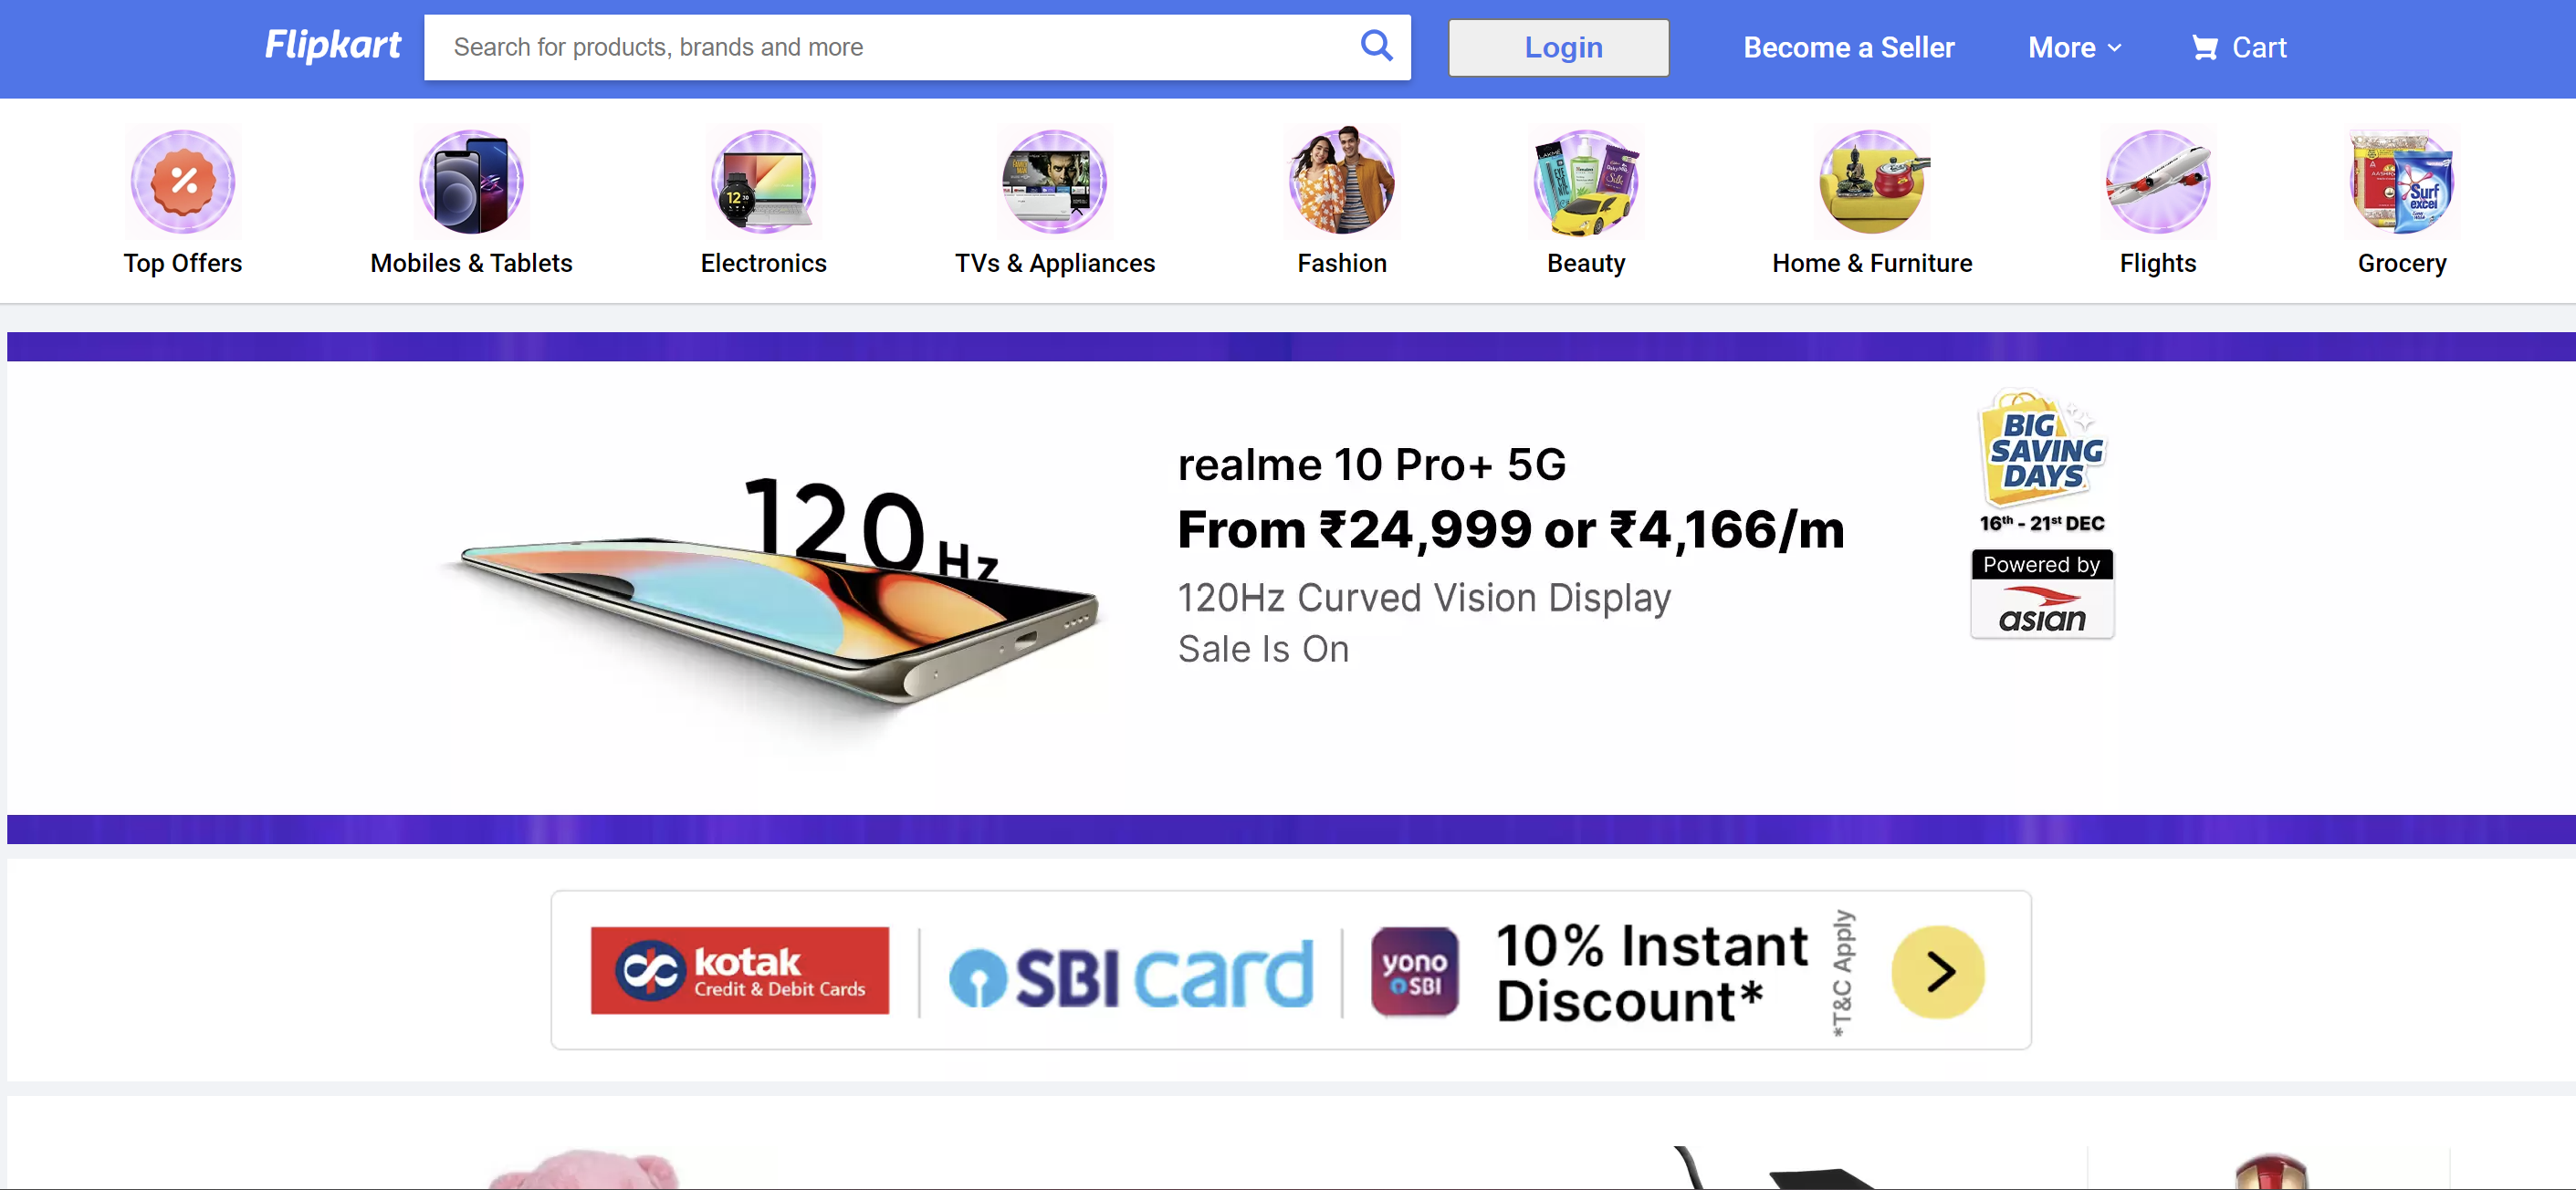 Flipkart
Search for products, brands and more
Login
Become a Seller
More
Cart
Top Offers
Mobiles & Tablets
Electronics
TVs & Appliances
Fashion
Beauty
Home & Furniture
Flights
Grocery
12
Surf
excel
120 Hz
realme 10 Pro+ 5G
From ₹24,999 or ₹4,166/m
120Hz Curved Vision Display
Sale Is On
BIG
SAVING
DAYS
16th - 21st DEC
Powered by
asian
kotak
Credit & Debit Cards
SBI card
yono
SBI
10% Instant
Discount*
*T&C Apply